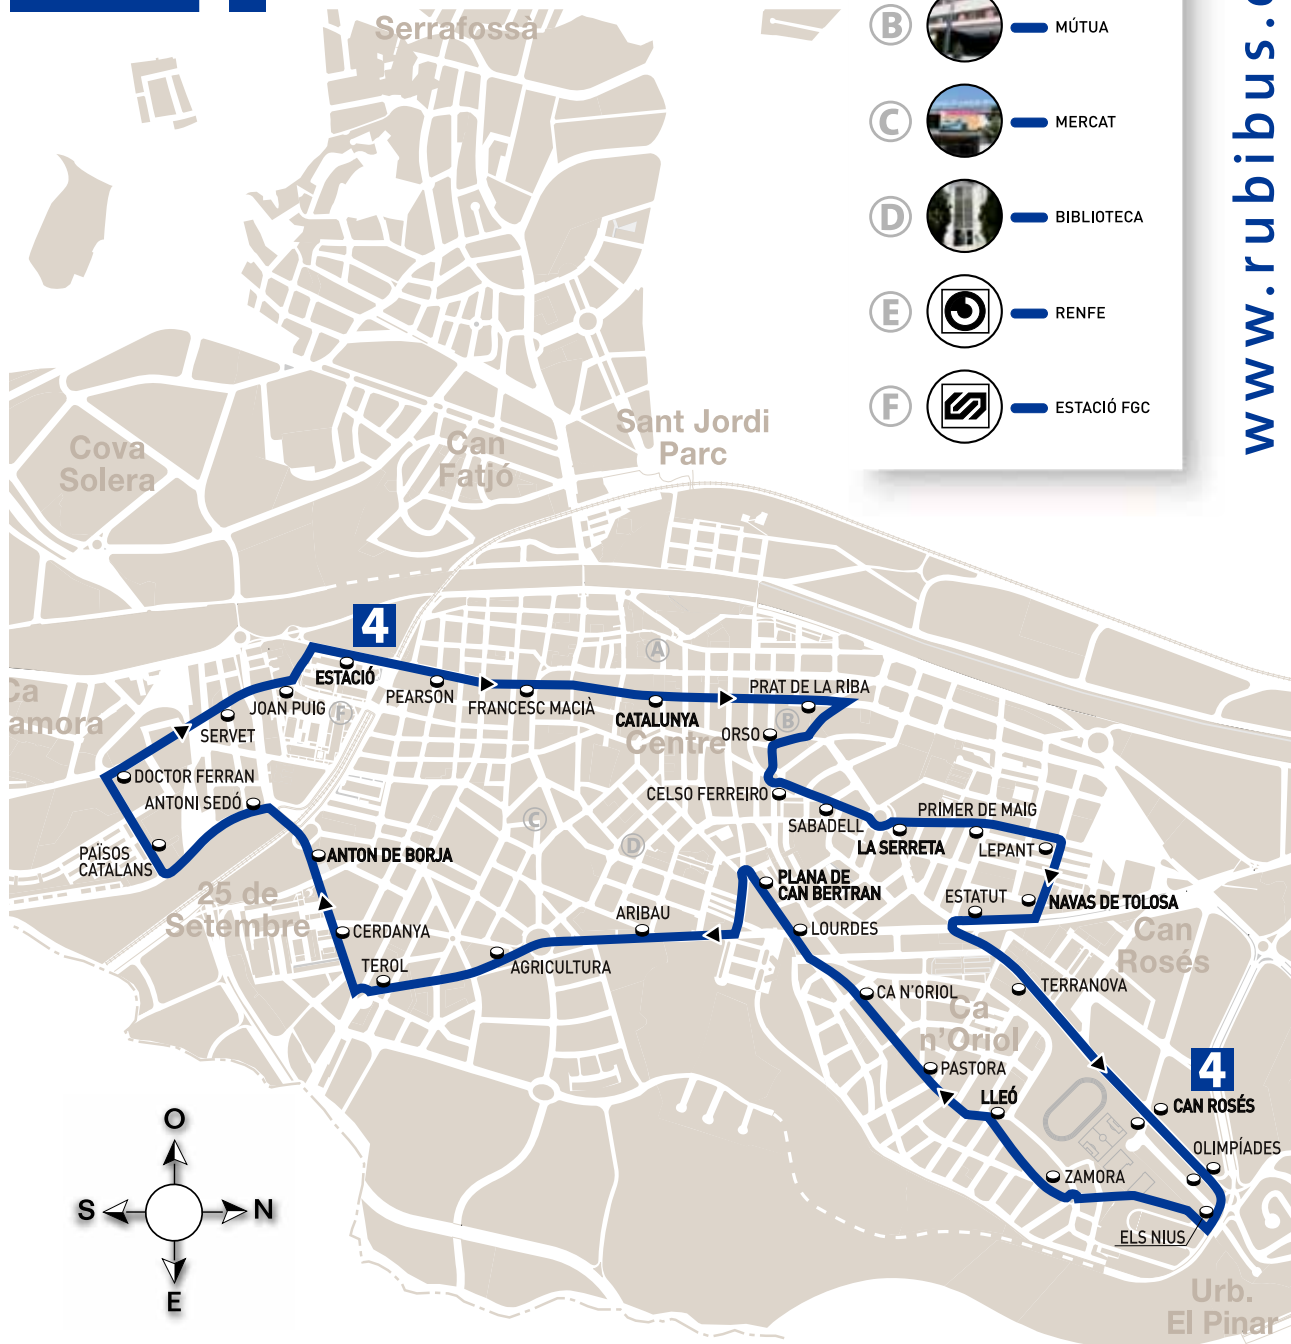 Serrafossà
B
MÚTUA
C
MERCAT
D
BIBLIOTECA
E
RENFE
F
ESTACIÓ FGC
www.rubibus.
Cova
Solera
Can
Fatjó
Sant Jordi
Parc
4
ESTACIÓ
PEARSON
FRANCESC MACIÀ
A
CATALUNYA
PRAT DE LA RIBA
B
ORSO
Centre
JOAN PUIG
F
SERVET
Ca
amora
DOCTOR FERRAN
ANTONI SEDÓ
CELSO FERREIRO
SABADELL
PRIMER DE MAIG
LA SERRETA
LEPANT
C
D
PAÏSOS
CATALANS
ANTON DE BORJA
PLANA DE
CAN BERTRAN
25 de
Setembre
ESTATUT
NAVAS DE TOLOSA
Can
Rosés
ARIBAU
LOURDES
CERDANYA
TEROL
AGRICULTURA
CA N'ORIOL
TERRANOVA
Ca
n'Oriol
PASTORA
LLEÓ
4
CAN ROSÉS
OLIMPÍADES
ZAMORA
ELS NIUS
Urb.
El Pinar
O
S
N
E